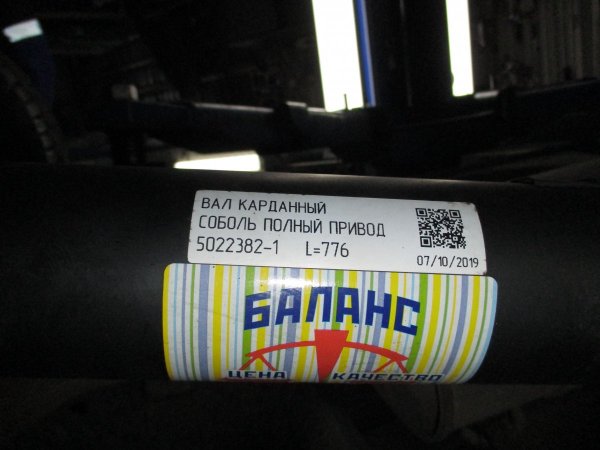 ВАЛ КАРДАННЫЙ
СОБОЛЬ ПОЛНЫЙ ПРИВОД
5022382-1 L=776
07/10/2019
БАЛАНС
ЦЕНА КАЧЕСТВО